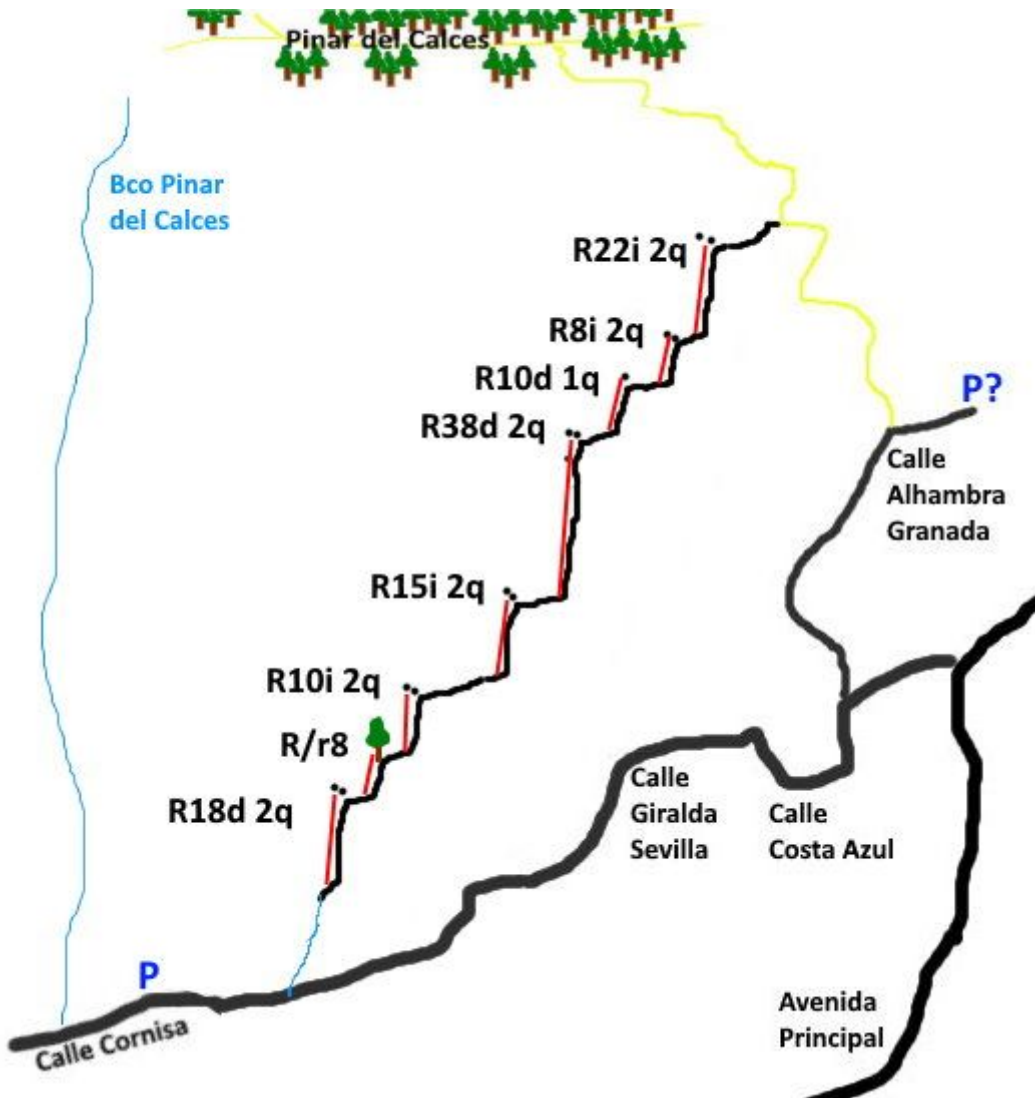 Pinar del Calces
Bco Pinar
del Calces
R22i 2q
R8i 2q
R10d 1q
P?
R38d 2q
Calle
Alhambra
Granada
R15i 2q
R10i 2q
R/r8
R18d 2q
Calle
Giralda
Sevilla
Calle
Costa Azul
P
Avenida
Principal
Calle Cornisa